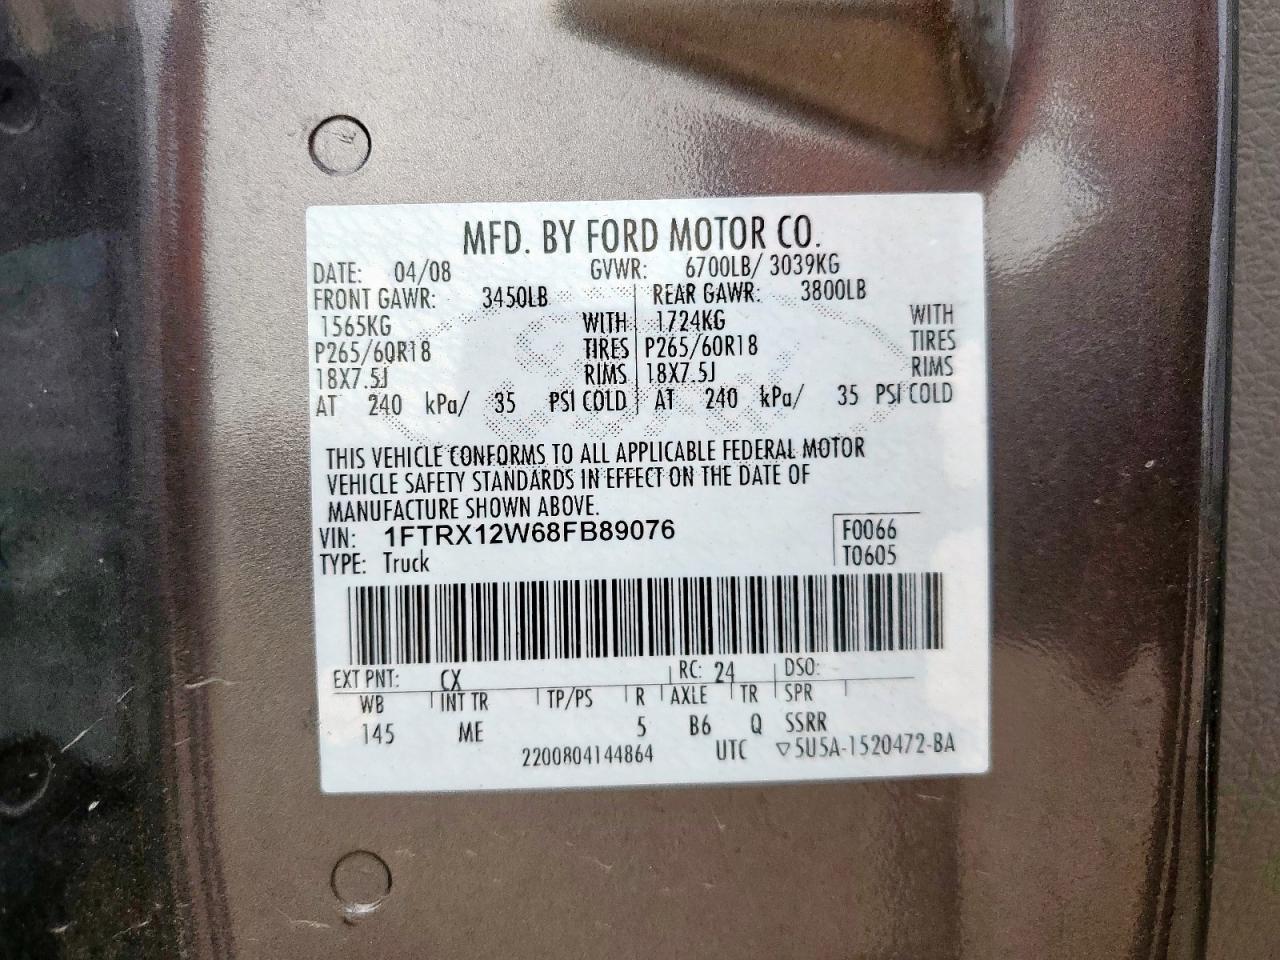 MFD. BY FORD MOTOR CO.
DATE: 04/08 GVWR: 6700LB/ 3039KG
FRONT GAWR: 3450LB REAR GAWR: 3800LB
1565KG WITH 1724KG WITH
P265/60R18 TIRES P265/60R18 TIRES
18X7.5J RIMS 18X7.5J RIMS
AT 240 kPa/ 35 PSI COLD AT 240 kPa/ 35 PSI COLD
THIS VEHICLE CONFORMS TO ALL APPLICABLE FEDERAL MOTOR
VEHICLE SAFETY STANDARDS IN EFFECT ON THE DATE OF
MANUFACTURE SHOWN ABOVE.
VIN: 1FTRX12W68FB89076 F0066
TYPE: Truck T0605
EXT PNT: CX RC: 24 DSO:
WB INT TR TP/PS R AXLE TR SPR
145 ME 5 B6 Q SSRR
2200804144864 UTC ▽5U5A-1520472-BA